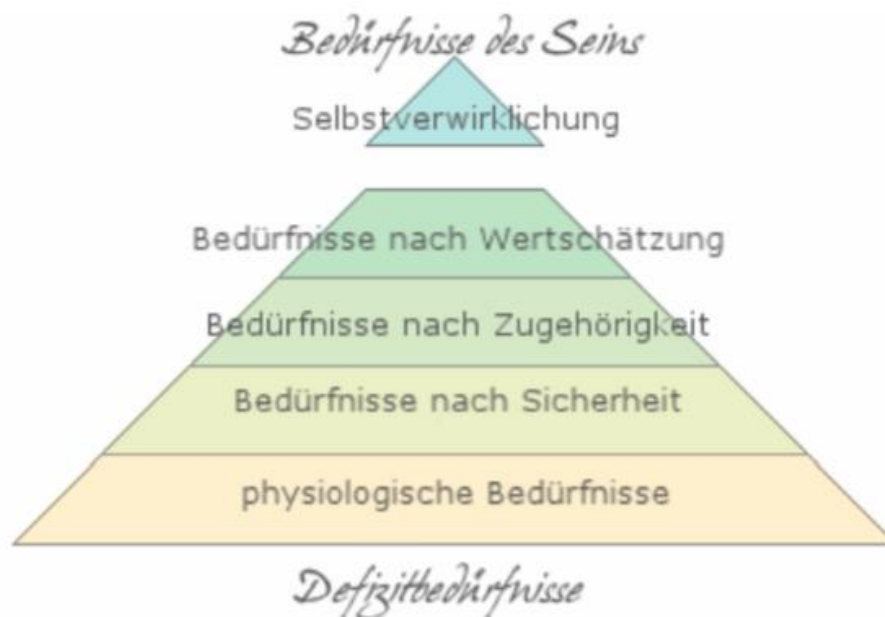 Bedürfnisse des Seins
Selbstverwirklichung
Bedürfnisse nach Wertschätzung
Bedürfnisse nach Zugehörigkeit
Bedürfnisse nach Sicherheit
physiologische Bedürfnisse
Defizitbedürfnisse